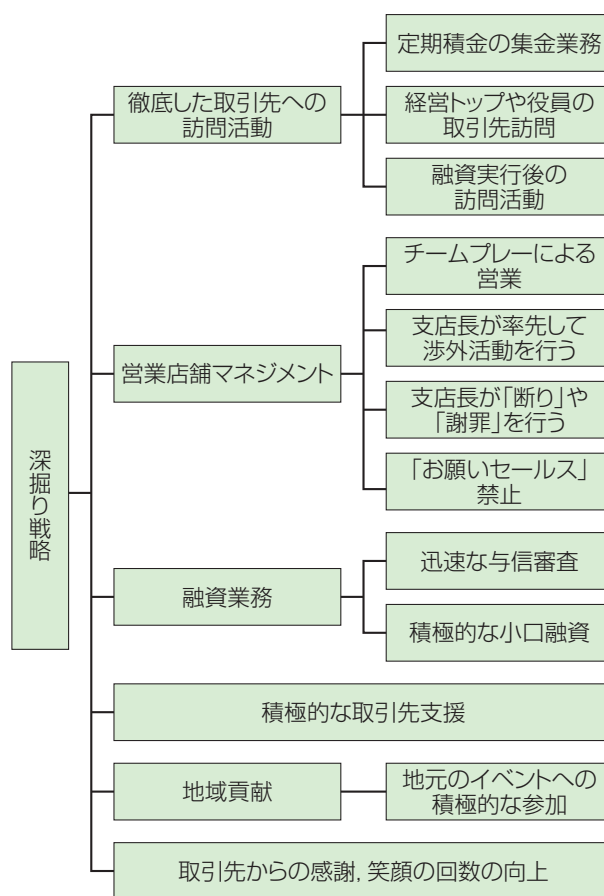 深掘り戦略
徹底した取引先への
訪問活動
定期積金の集金業務
経営トップや役員の
取引先訪問
融資実行後の
訪問活動
営業店舗マネジメント
チームプレーによる
営業
支店長が率先して
渉外活動を行う
支店長が「断り」や
「謝罪」を行う
「お願いセールス」
禁止
融資業務
迅速な与信審査
積極的な小口融資
積極的な取引先支援
地域貢献
地元のイベントへの
積極的な参加
取引先からの感謝, 笑顔の回数の向上